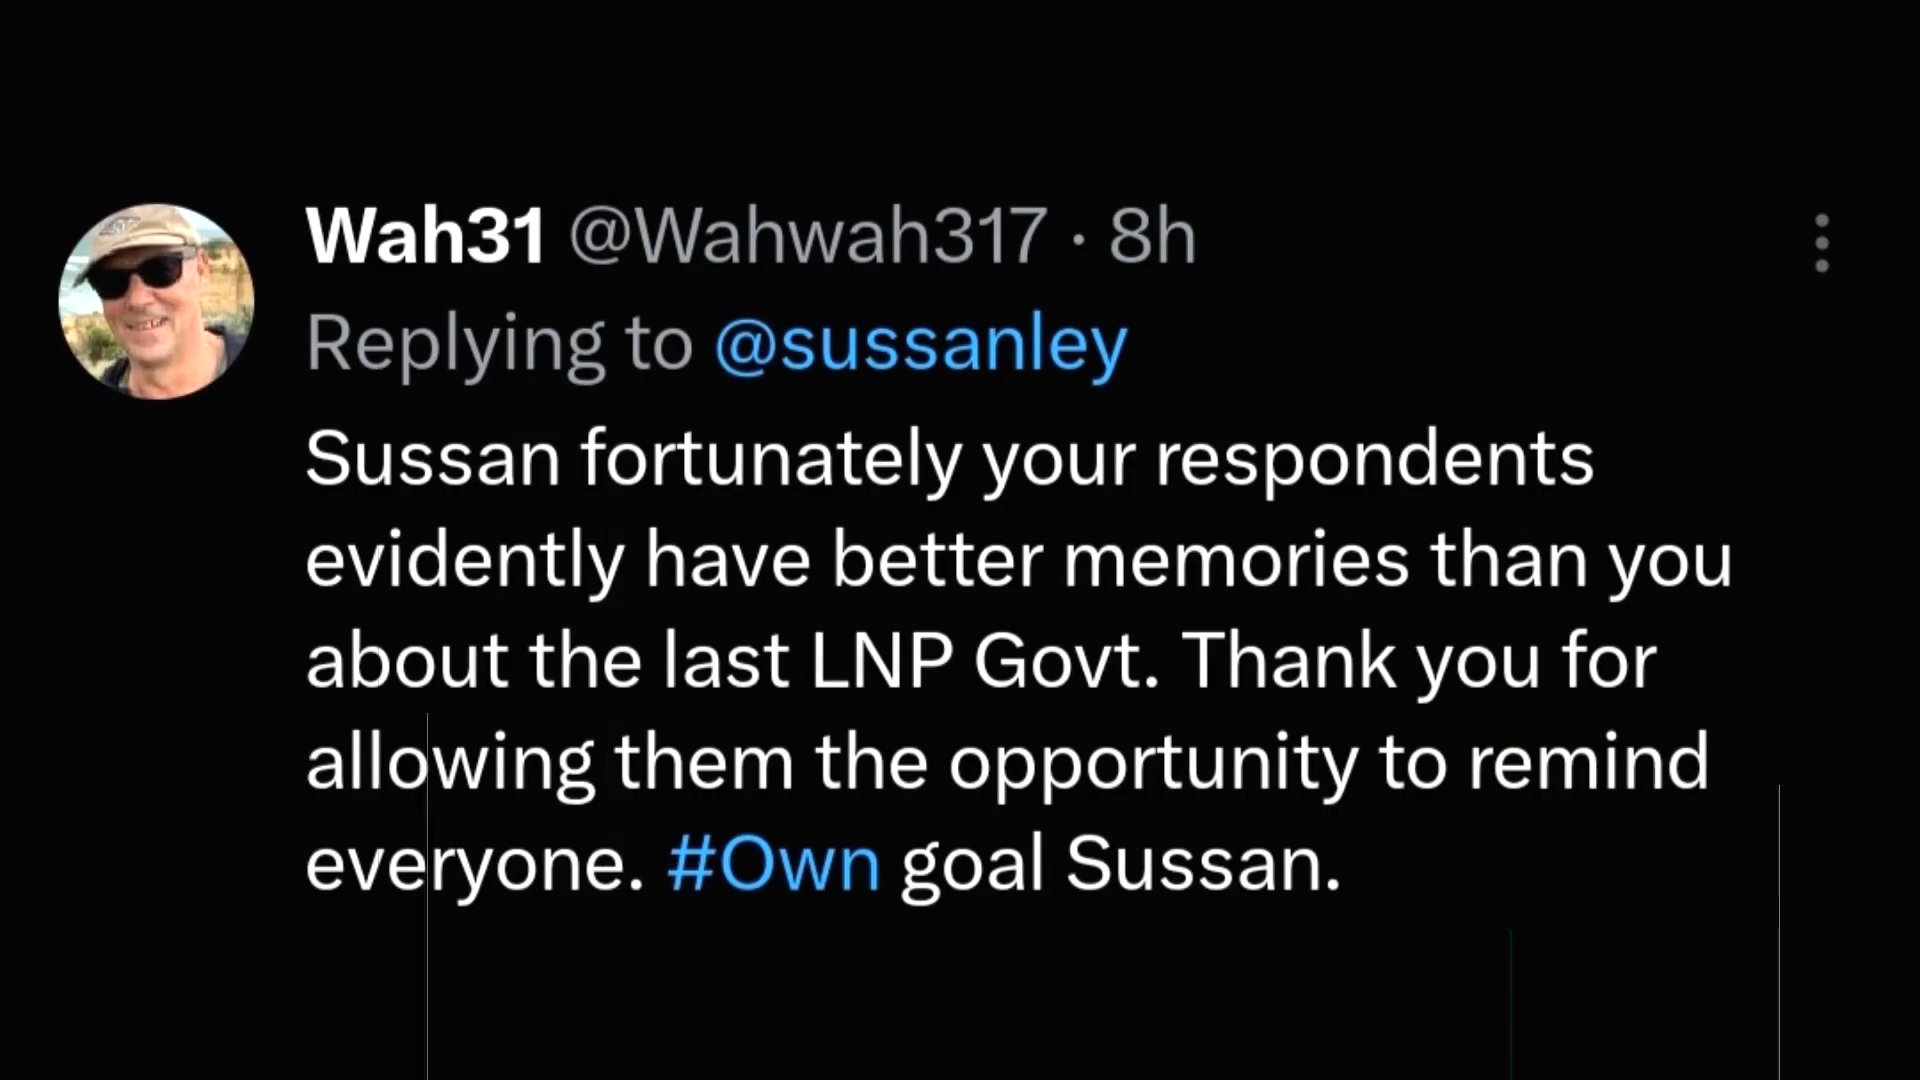 Wah31 @Wahwah317 · 8h
Replying to @sussanley
Sussan fortunately your respondents
evidently have better memories than you
about the last LNP Govt. Thank you for
allowing them the opportunity to remind
everyone. #Own goal Sussan.